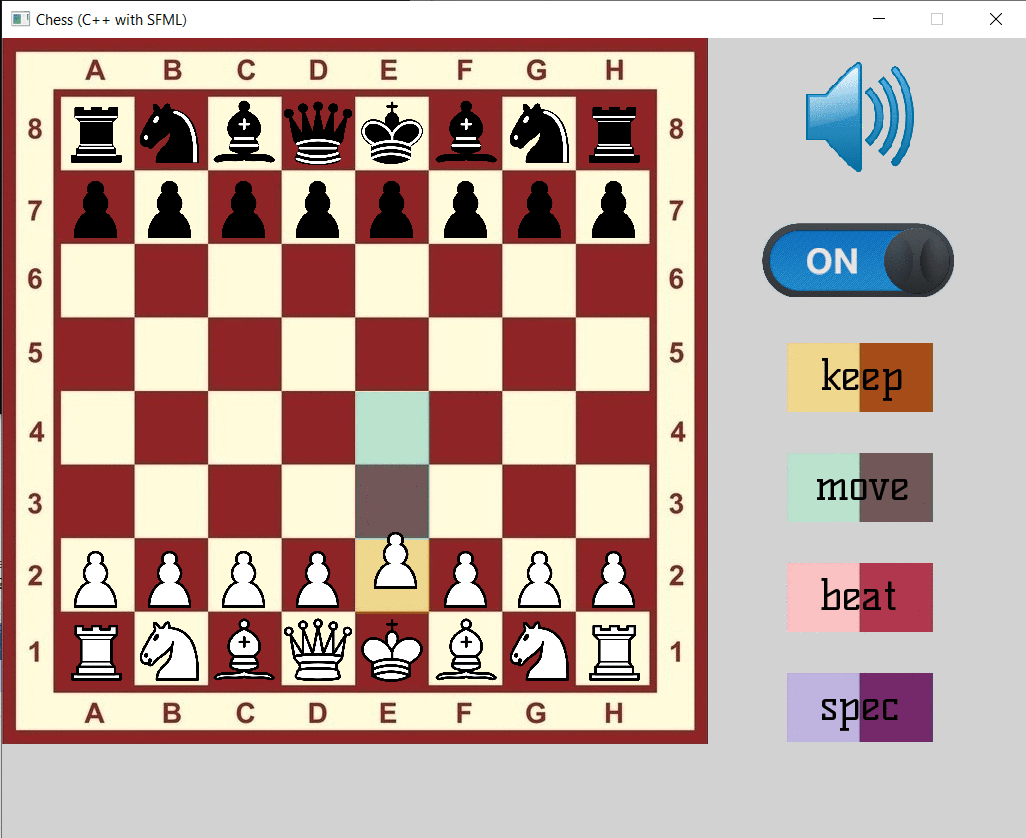 Chess (C++ with SFML)
A B C D E F G H
8 8
7 7
ON
6 6
5 5
keep
4 4
move
3 3
2 2
beat
1 1
A B C D E F G H
spec